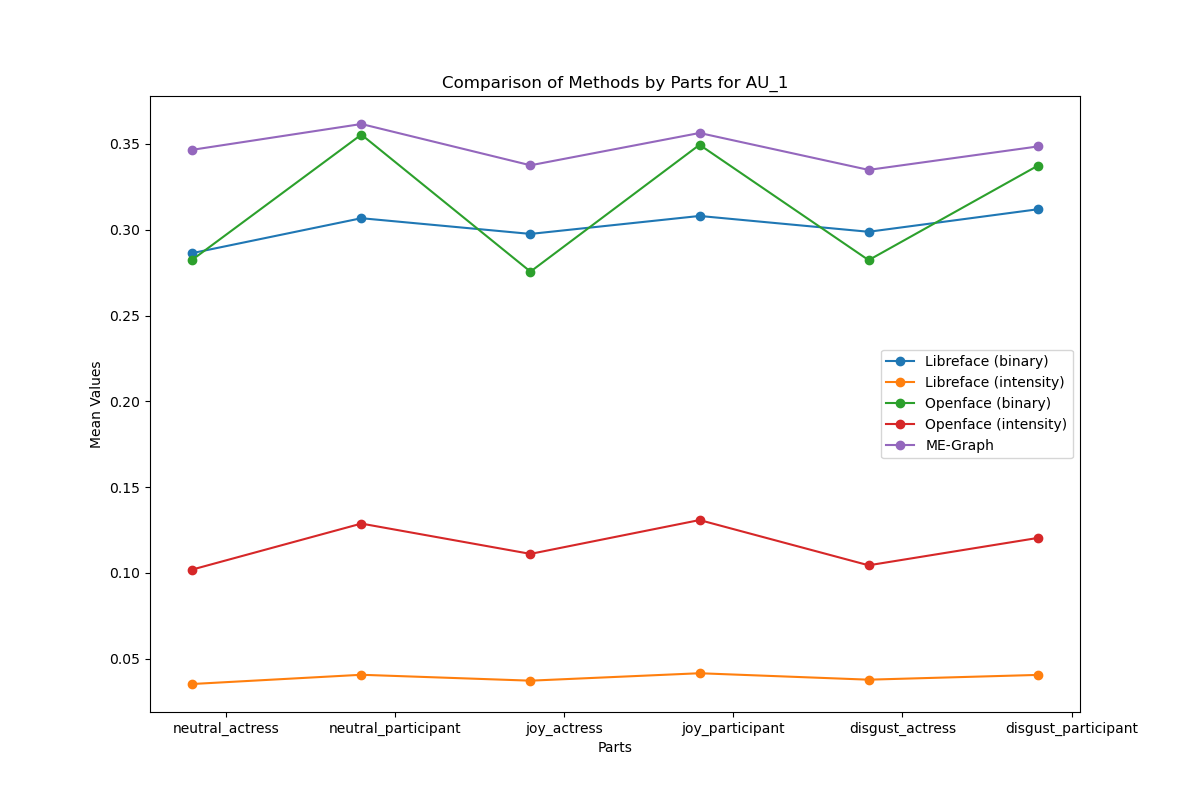 Comparison of Methods by Parts for AU_1
Mean Values
0.35
0.30
0.25
0.20
0.15
0.10
0.05
Libreface (binary)
Libreface (intensity)
Openface (binary)
Openface (intensity)
ME-Graph
neutral_actress
neutral_participant
joy_actress
joy_participant
disgust_actress
disgust_participant
Parts